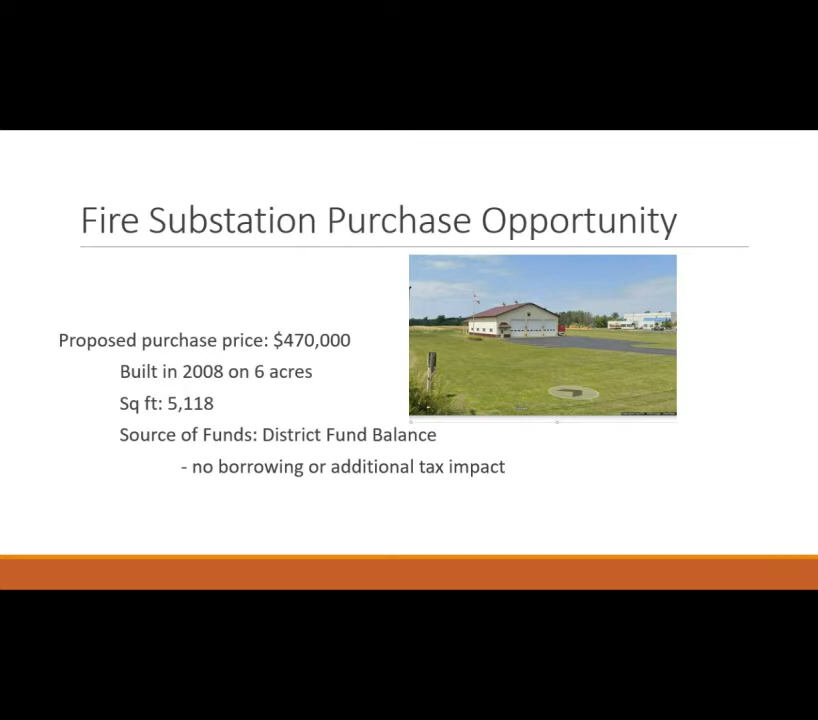 Fire Substation Purchase Opportunity
Proposed purchase price: $470,000
Built in 2008 on 6 acres
Sq ft: 5,118
Source of Funds: District Fund Balance
- no borrowing or additional tax impact